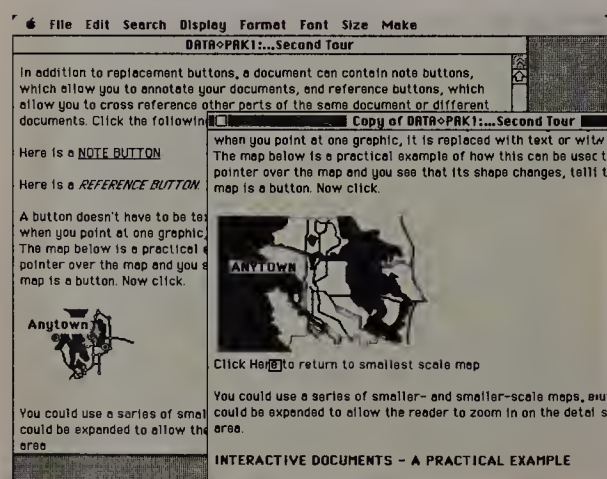 File Edit Search Display Format Font Size Make
DATA◇PAK1:...Second Tour
In addition to replacement buttons, a document can contain note buttons,
which allow you to annotate your documents, and reference buttons, which
allow you to cross reference other parts of the same document or different
documents. Click the followin
Here is a NOTE BUTTON
Here is a REFERENCE BUTTON.
A button doesn't have to be te
when you point at one graphic,
The map below is a practical
pointer over the map and you s
map is a button. Now click.
Anytown
You could use a series of smal
could be expanded to allow the
area
Copy of DATA◇PAK1:...Second Tour
when you point at one graphic, it is replaced with text or
The map below is a practical example of how this can be used t
pointer over the map and you see that its shape changes, telli
map is a button. Now click.
ANYTOWN
Click Here to return to smallest scale map
You could use a series of smaller- and smaller-scale maps,
could be expanded to allow the reader to zoom in on the
area.
INTERACTIVE DOCUMENTS - A PRACTICAL EXAMPLE